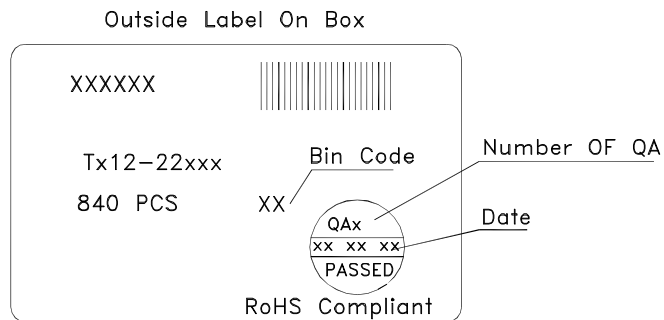 Outside Label On Box
XXXXXX
Tx12-22xxx
Bin Code
Number OF QA
840 PCS
XX
QAx
Date
xx xx xx
PASSED
RoHS Compliant